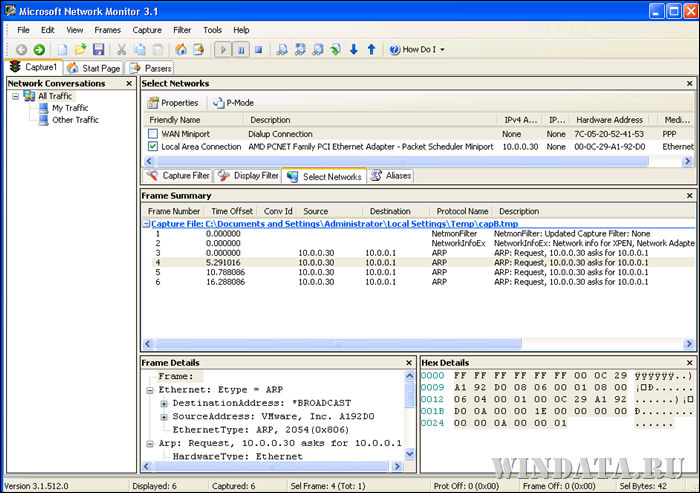 Microsoft Network Monitor 3.1
File Edit View Frames Capture Filter Tools Help
How Do I
Capture1 Start Page Parsers
Network Conversations
All Traffic
My Traffic
Other Traffic
Select Networks
Properties P-Mode
Friendly Name Description IPv4 A... IP... Hardware Address Medi...
WAN Miniport Dialup Connection None None 7C-05-20-52-41-53 PPP
Local Area Connection AMD PCNET Family PCI Ethernet Adapter - Packet Scheduler Miniport 10.0.0.30 None 00-0C-29-A1-92-D0 Ethernet
Capture Filter Display Filter Select Networks Aliases
Frame Summary
Frame Number Time Offset Conv Id Source Destination Protocol Name Description
Capture File: C:\Documents and Settings\Administrator\Local Settings\Temp\capB.tmp
1 0.000000 NetmonFilter NetmonFilter: Updated Capture Filter: None
2 0.000000 NetworkInfoEx NetworkInfoEx: Network info for XPEN, Network Adapte
3 0.000000 10.0.0.30 10.0.0.1 ARP ARP: Request, 10.0.0.30 asks for 10.0.0.1
4 5.291016 10.0.0.30 10.0.0.1 ARP ARP: Request, 10.0.0.30 asks for 10.0.0.1
5 10.788086 10.0.0.30 10.0.0.1 ARP ARP: Request, 10.0.0.30 asks for 10.0.0.1
6 16.288086 10.0.0.30 10.0.0.1 ARP ARP: Request, 10.0.0.30 asks for 10.0.0.1
Frame Details
Frame:
Ethernet: Etype = ARP
DestinationAddress: *BROADCAST
SourceAddress: VMware, Inc. A192D0
EthernetType: ARP, 2054(0x806)
Arp: Request, 10.0.0.30 asks for 10.0.0.1
HardwareType: Ethernet
Hex Details
0000 FF FF FF FF FF FF 00 0C 29 ÿÿÿÿÿÿ..)
0009 A1 92 D0 08 06 00 01 08 00
0012 06 04 00 01 00 0C 29 A1 92
001B D0 0A 00 00 1E 00 00 00 00
0024 00 00 0A 00 00 01 ......
WINDATA.RU
Version 3.1.512.0 Displayed: 6 Captured: 6 Sel Frame: 4 (Tot: 1) Prot Off: 0 (0x00) Frame Off: 0 (0x00) Sel Bytes: 42